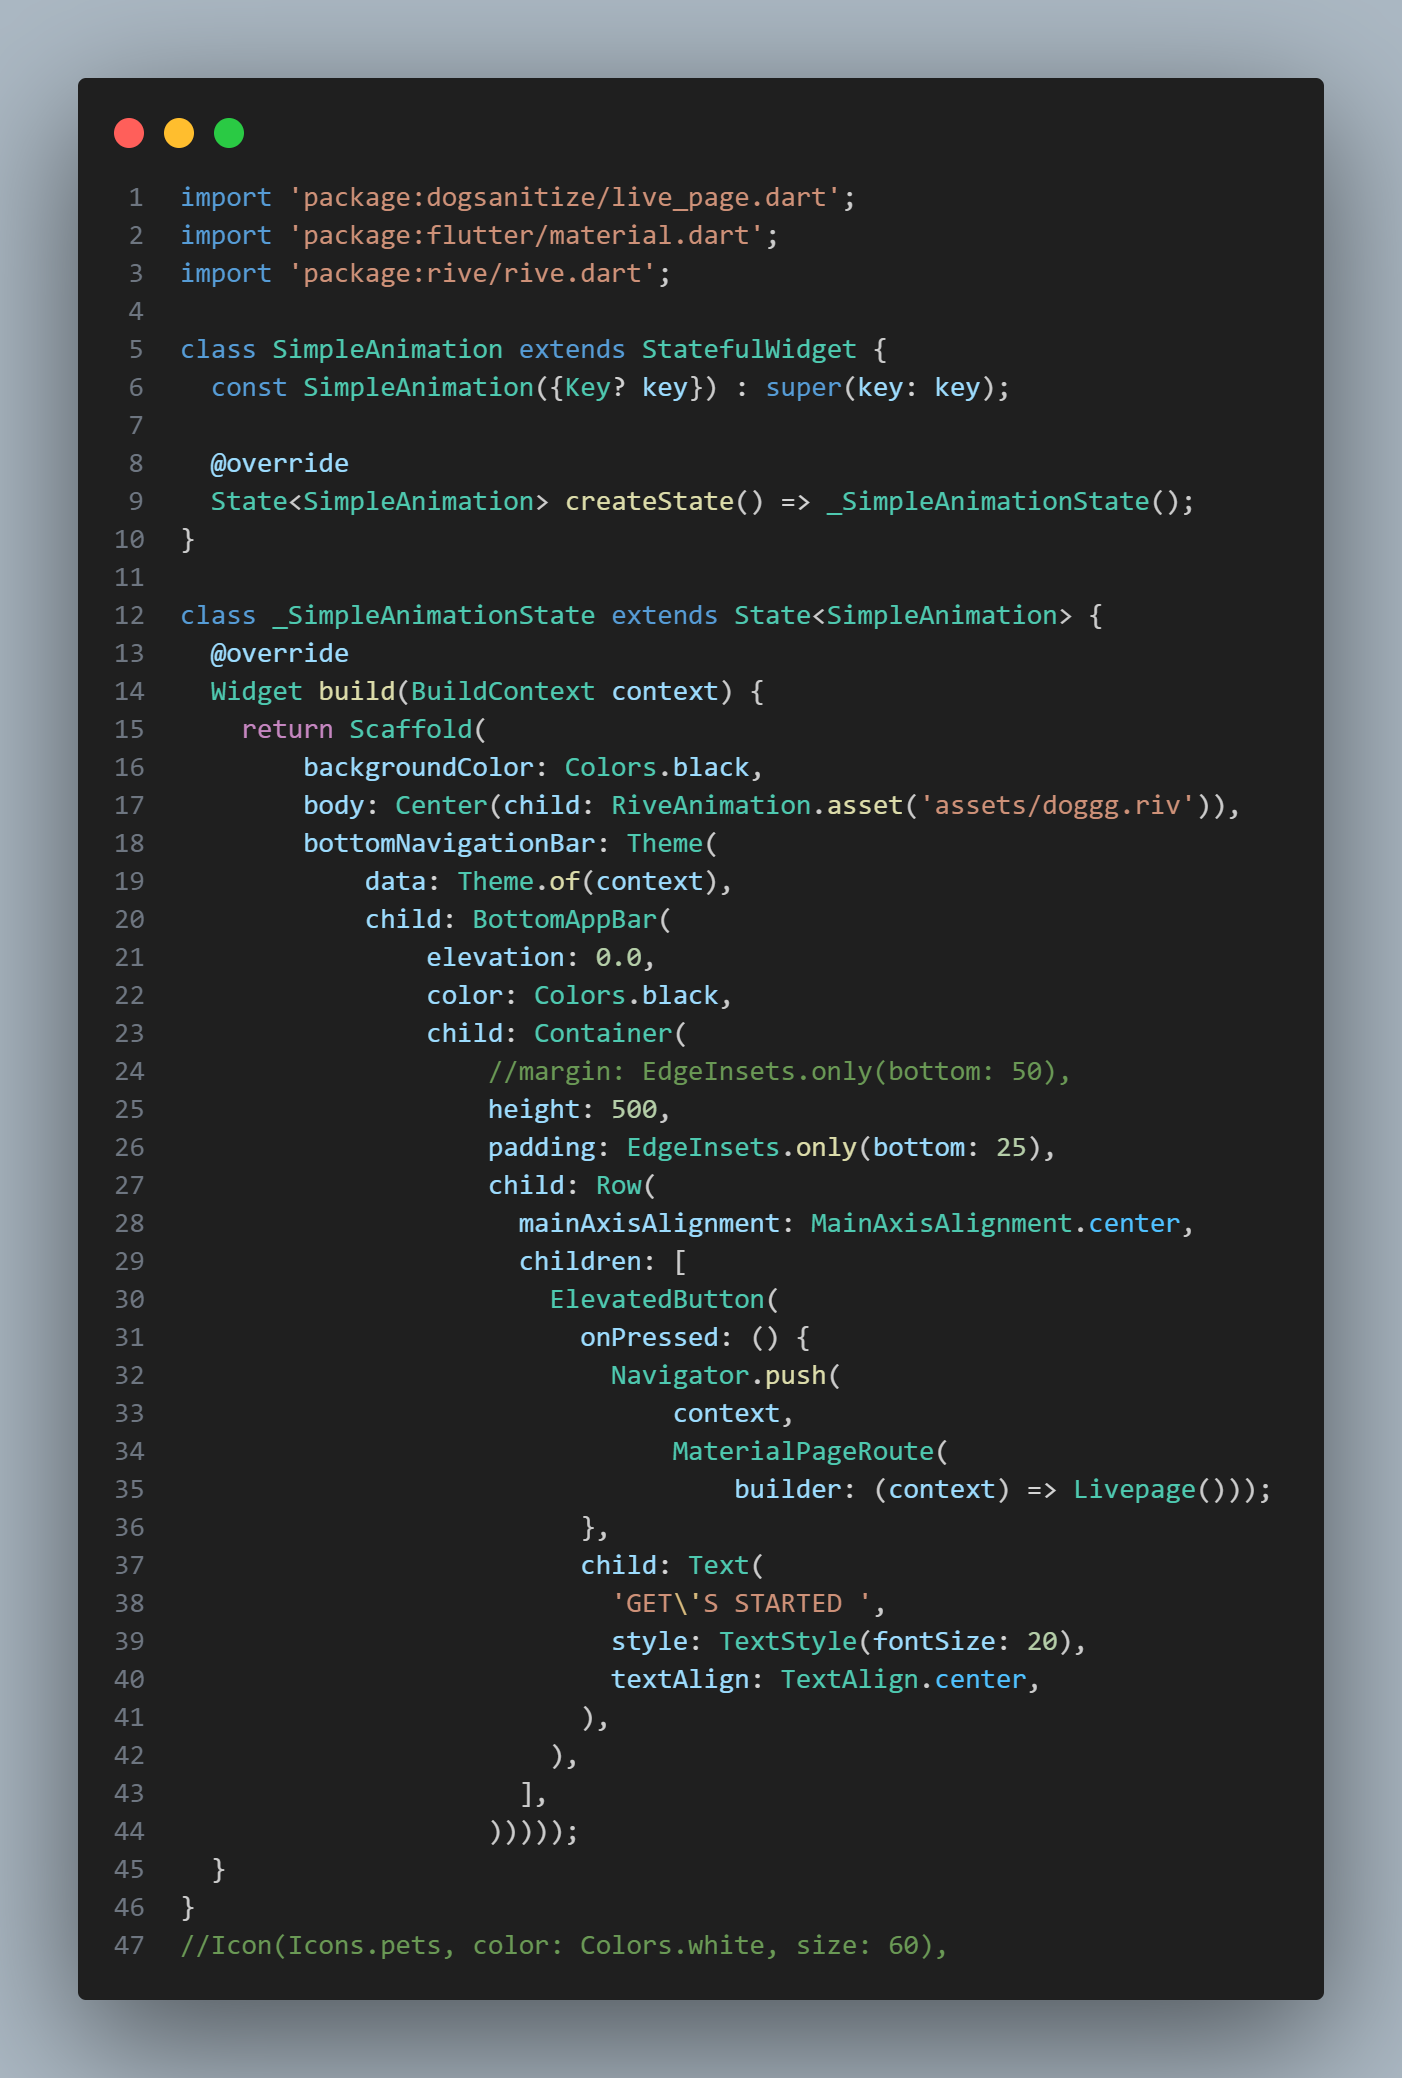 1 import 'package:dogsanitize/live_page.dart';
2 import 'package:flutter/material.dart';
3 import 'package:rive/rive.dart';
4
5 class SimpleAnimation extends StatefulWidget {
6   const SimpleAnimation({Key? key}) : super(key: key);
7
8   @override
9   State<SimpleAnimation> createState() => _SimpleAnimationState();
10 }
11
12 class _SimpleAnimationState extends State<SimpleAnimation> {
13   @override
14   Widget build(BuildContext context) {
15     return Scaffold(
16         backgroundColor: Colors.black,
17         body: Center(child: RiveAnimation.asset('assets/doggg.riv')),
18         bottomNavigationBar: Theme(
19             data: Theme.of(context),
20             child: BottomAppBar(
21                 elevation: 0.0,
22                 color: Colors.black,
23                 child: Container(
24                     //margin: EdgeInsets.only(bottom: 50),
25                     height: 500,
26                     padding: EdgeInsets.only(bottom: 25),
27                     child: Row(
28                       mainAxisAlignment: MainAxisAlignment.center,
29                       children: [
30                         ElevatedButton(
31                           onPressed: () {
32                             Navigator.push(
33                                 context,
34                                 MaterialPageRoute(
35                                     builder: (context) => Livepage()));
36                           },
37                           child: Text(
38                             'GET\'S STARTED ',
39                             style: TextStyle(fontSize: 20),
40                             textAlign: TextAlign.center,
41                           ),
42                         ),
43                       ],
44                     )))));
45   }
46 }
47 //Icon(Icons.pets, color: Colors.white, size: 60),